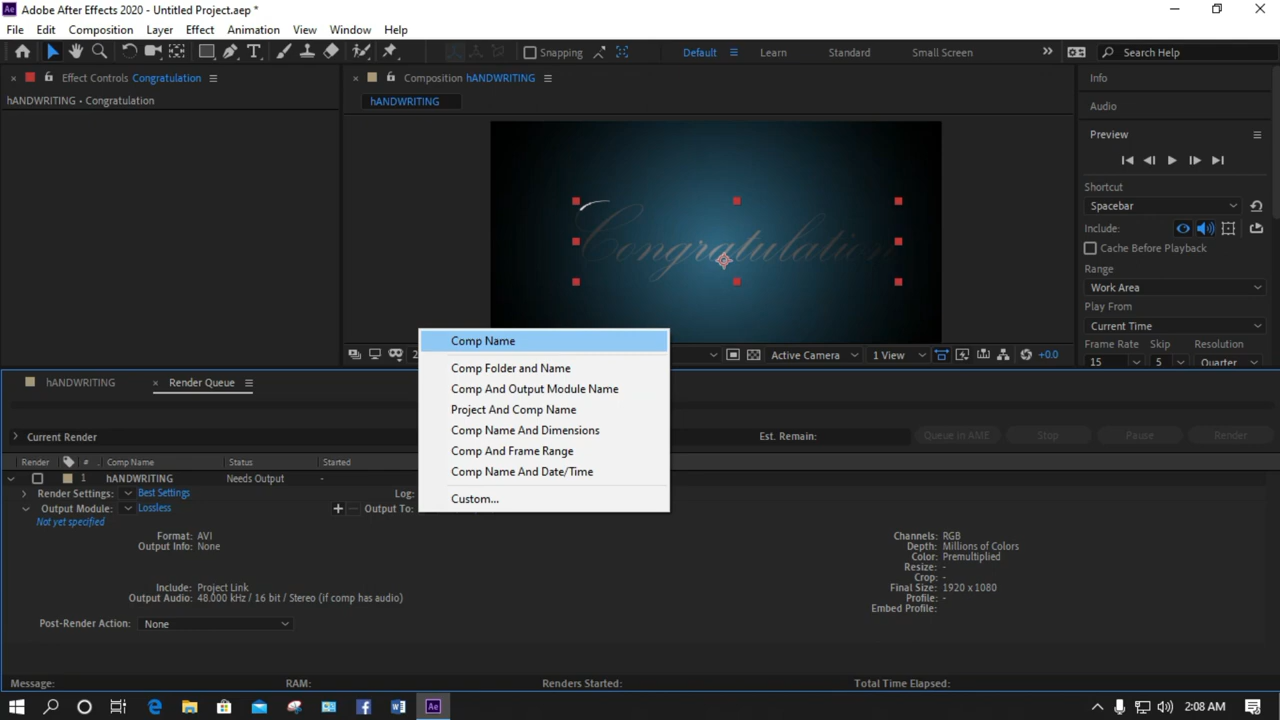 Adobe After Effects 2020 - Untitled Project.aep *
File Edit Composition Layer Effect Animation View Window Help
Snapping Default Learn Standard Small Screen Search Help
Effect Controls Congratulation
Composition hANDWRITING
Info
hANDWRITING • Congratulation
hANDWRITING
Audio
Preview
Shortcut
Spacebar
Include:
Cache Before Playback
Range
Work Area
Play From
Current Time
Frame Rate Skip Resolution
15 5 Quarter
Congratulation
Active Camera 1 View +0.0
Comp Name
Comp Folder and Name
Comp And Output Module Name
Project And Comp Name
Comp Name And Dimensions
Comp And Frame Range
Comp Name And Date/Time
Custom...
hANDWRITING Render Queue
Current Render Est. Remain: Queue in AME Stop Pause Render
Render # Comp Name Status Started
1 hANDWRITING Needs Output -
Render Settings: Best Settings Log:
Output Module: Lossless Output To:
Not yet specified
Format: AVI
Output Info: None
Include: Project Link
Output Audio: 48.000 kHz / 16 bit / Stereo (if comp has audio)
Channels: RGB
Depth: Millions of Colors
Color: Premultiplied
Resize: -
Crop: -
Final Size: 1920 x 1080
Profile: -
Embed Profile:
Post-Render Action: None
Message: RAM: Renders Started: Total Time Elapsed:
2:08 AM